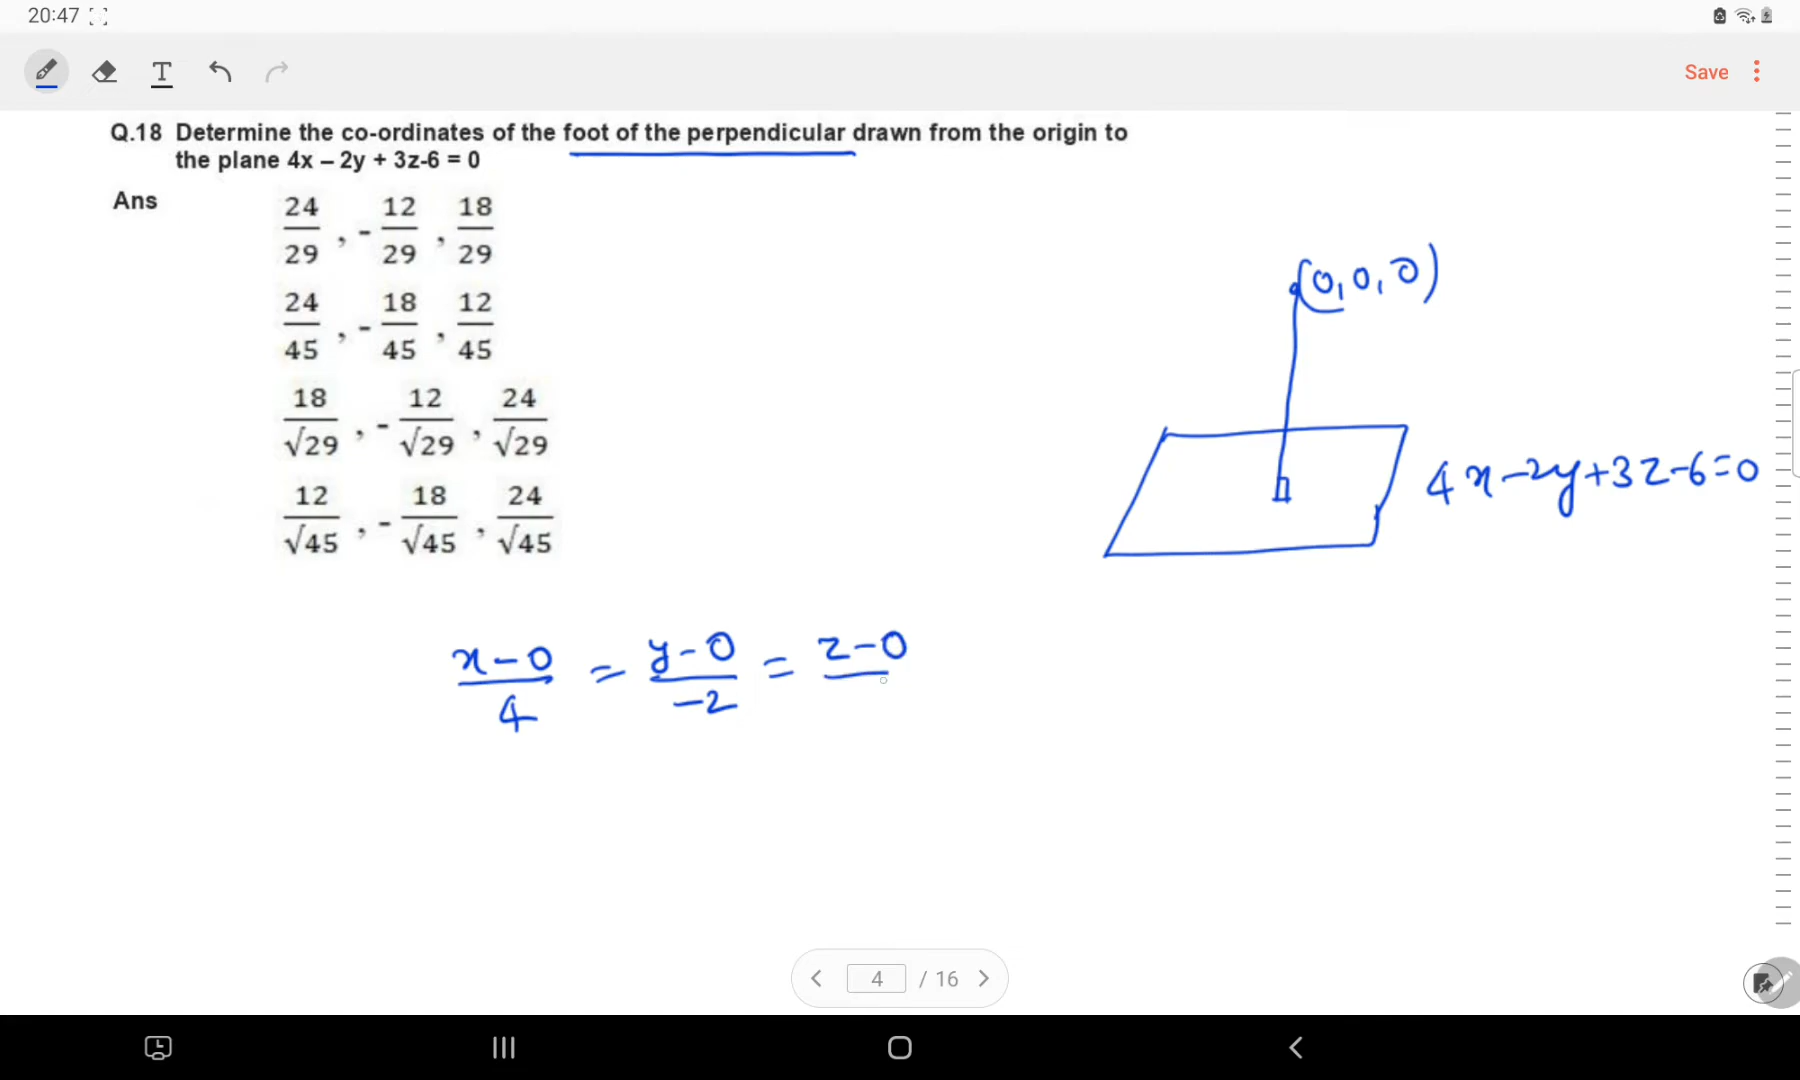 20:47
T
Save
Q.18 Determine the co-ordinates of the foot of the perpendicular drawn from the origin to
the plane 4x – 2y + 3z-6 = 0
Ans
24/29 , - 12/29 , 18/29
24/45 , - 18/45 , 12/45
18/√29 , - 12/√29 , 24/√29
12/√45 , - 18/√45 , 24/√45
(0,0,0)
4x-2y+3z-6=0
x-0/4 = y-0/-2 = z-0
4 / 16